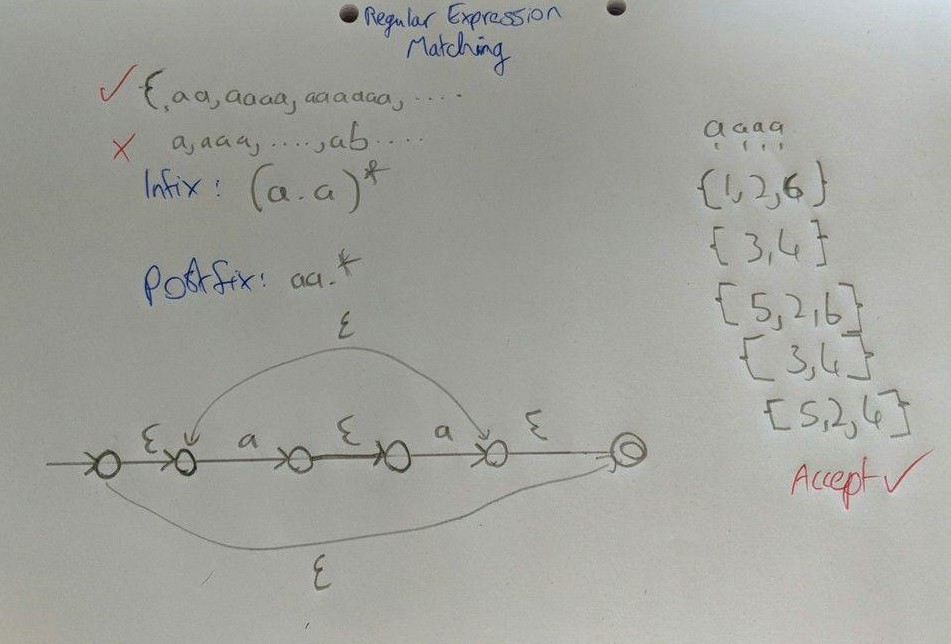 Regular Expression
Matching
✓ ε, aa, aaaa, aaaaaa, ....
✗ a, aaa, ...., ab ....
Infix: (a.a)*
Postfix: aa.*
ε
ε a ε a ε
ε
aaaa
{1,2,6}
{3,4}
{5,2,6}
{3,4}
{5,2,6}
Accept ✓